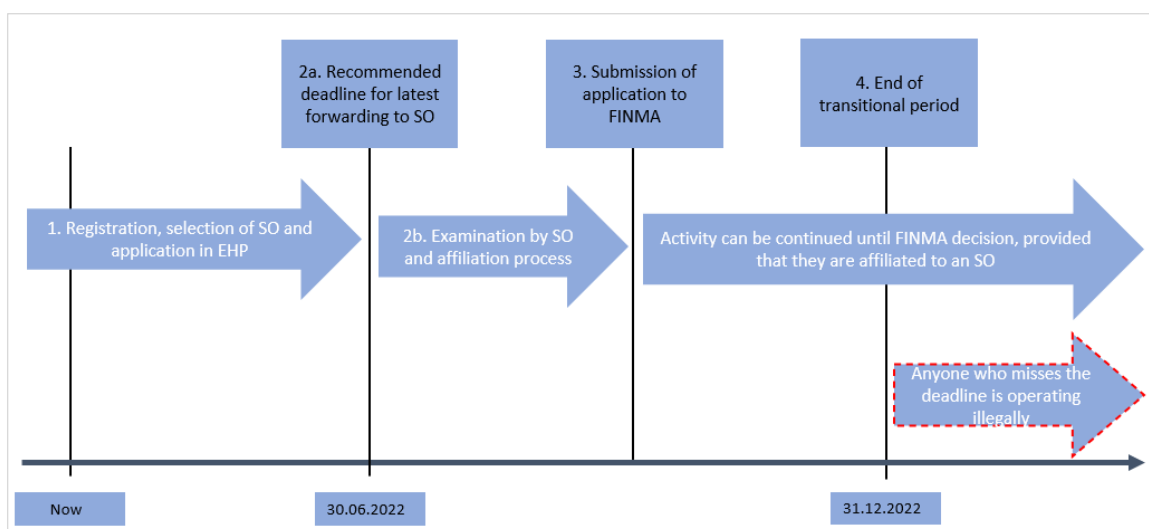 2a. Recommended
deadline for latest
forwarding to SO
3. Submission of
application to
FINMA
4. End of
transitional period
1. Registration, selection of SO and
application in EHP
2b. Examination by SO
and affiliation process
Activity can be continued until FINMA decision, provided
that they are affiliated to an SO
Anyone who misses the
deadline is operating
illegally
Now
30.06.2022
31.12.2022